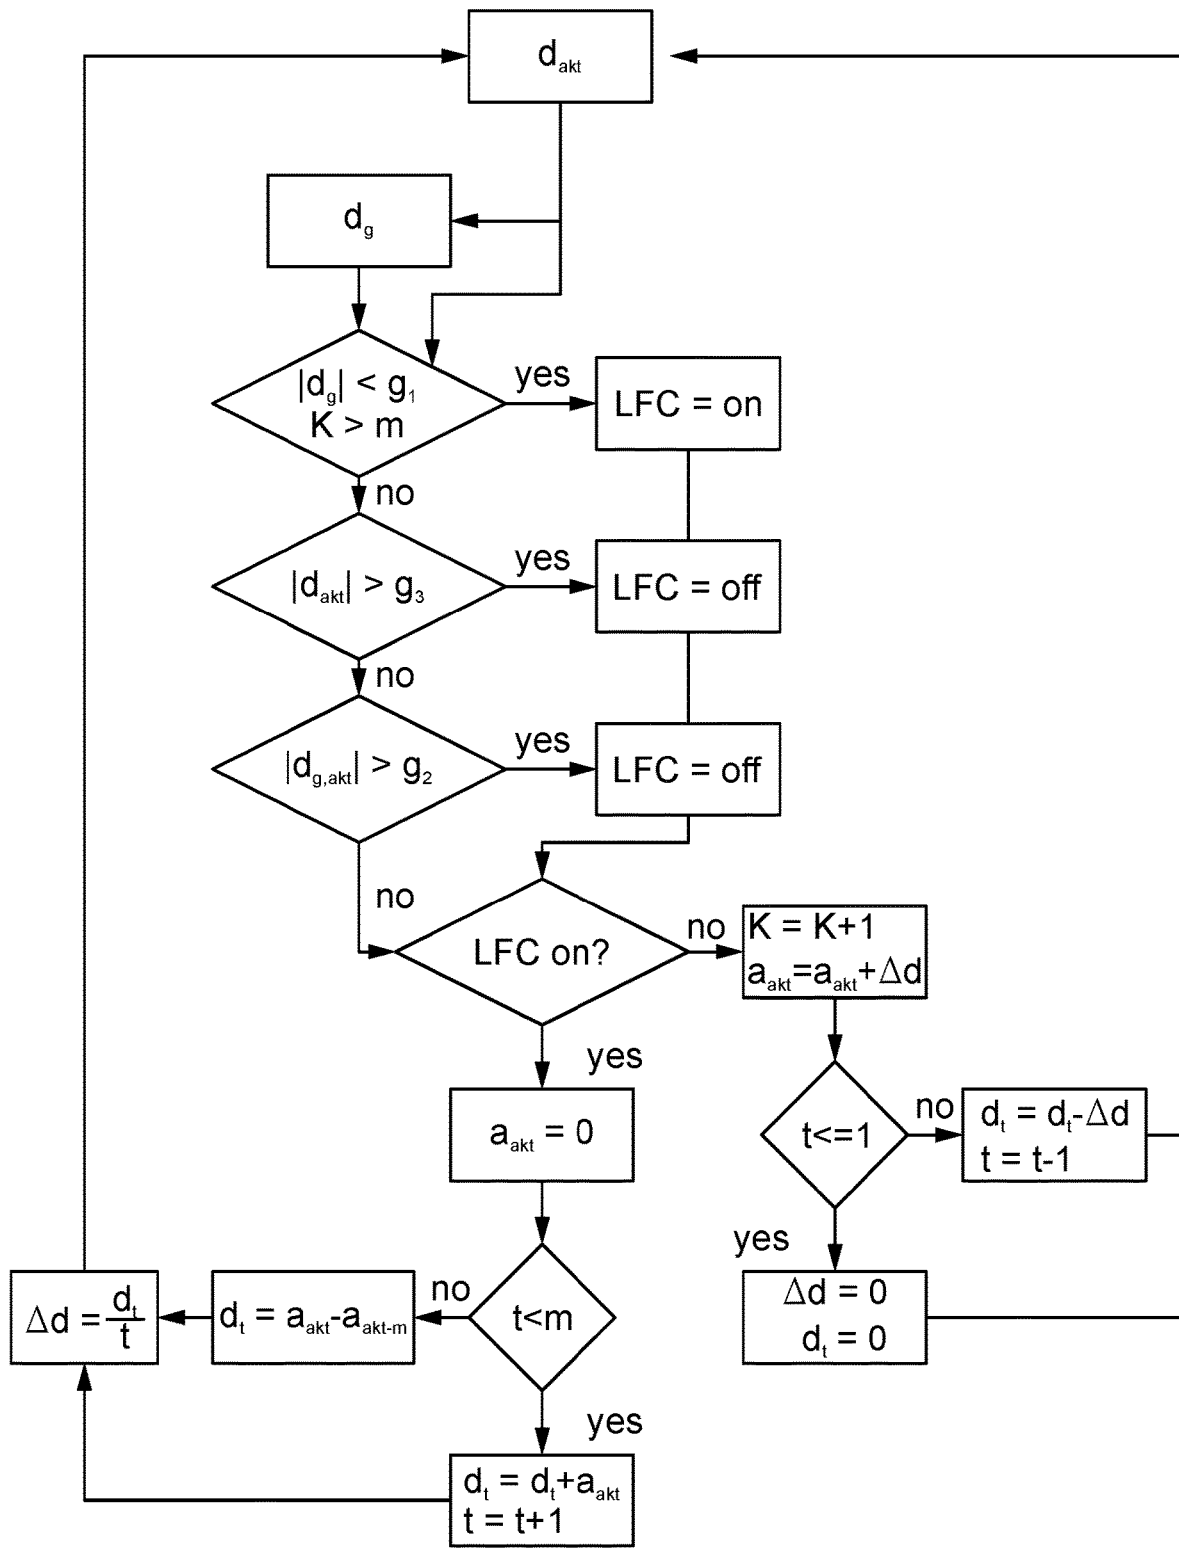 d_akt
d_g
|d_g| < g_1
K > m
yes
LFC = on
no
|d_akt| > g_3
yes
LFC = off
no
|d_g,akt| > g_2
yes
LFC = off
no
LFC on?
no
K = K+1
a_akt=a_akt+Δd
yes
a_akt = 0
t<=1
no
d_t = d_t-Δd
t = t-1
yes
Δd = 0
d_t = 0
t<m
no
d_t = a_akt-a_akt-m
Δd = d_t/t
yes
d_t = d_t+a_akt
t = t+1